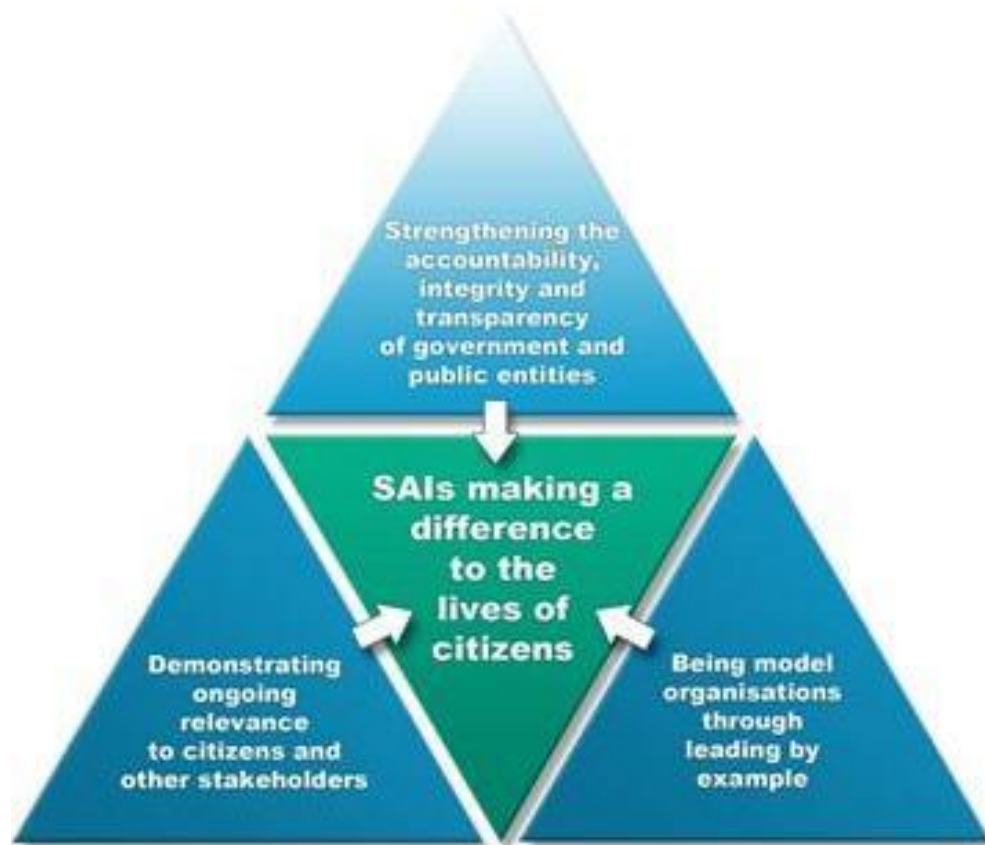 Strengthening the
accountability,
integrity and
transparency
of government and
public entities
SAIs making a
difference
to the
lives of
citizens
Demonstrating
ongoing
relevance
to citizens and
other stakeholders
Being model
organisations
through
leading by
example